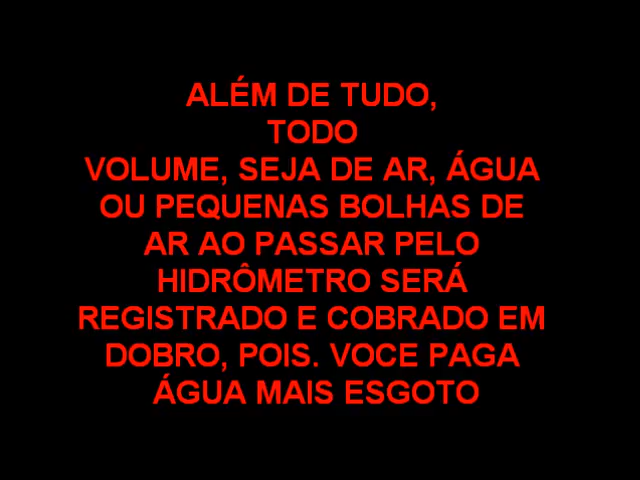 ALÉM DE TUDO,
TODO
VOLUME, SEJA DE AR, ÁGUA
OU PEQUENAS BOLHAS DE
AR AO PASSAR PELO
HIDRÔMETRO SERÁ
REGISTRADO E COBRADO EM
DOBRO, POIS. VOCE PAGA
ÁGUA MAIS ESGOTO